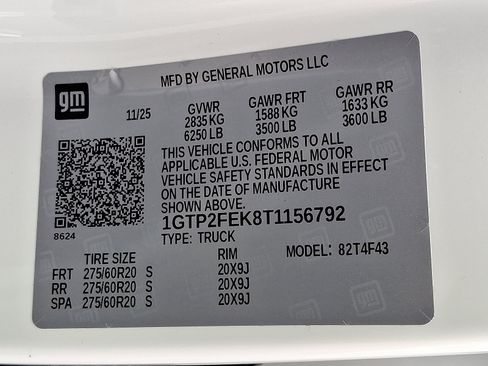 MFD BY GENERAL MOTORS LLC
gm
11/25
GVWR GAWR FRT GAWR RR
2835 KG 1588 KG 1633 KG
6250 LB 3500 LB 3600 LB
THIS VEHICLE CONFORMS TO ALL
APPLICABLE U.S. FEDERAL MOTOR
VEHICLE SAFETY STANDARDS IN EFFECT
ON THE DATE OF MANUFACTURE
SHOWN ABOVE.
8624
1GTP2FEK8T1156792
TYPE: TRUCK
MODEL: 82T4F43
TIRE SIZE RIM
FRT 275/60R20 S 20X9J
RR 275/60R20 S 20X9J
SPA 275/60R20 S 20X9J